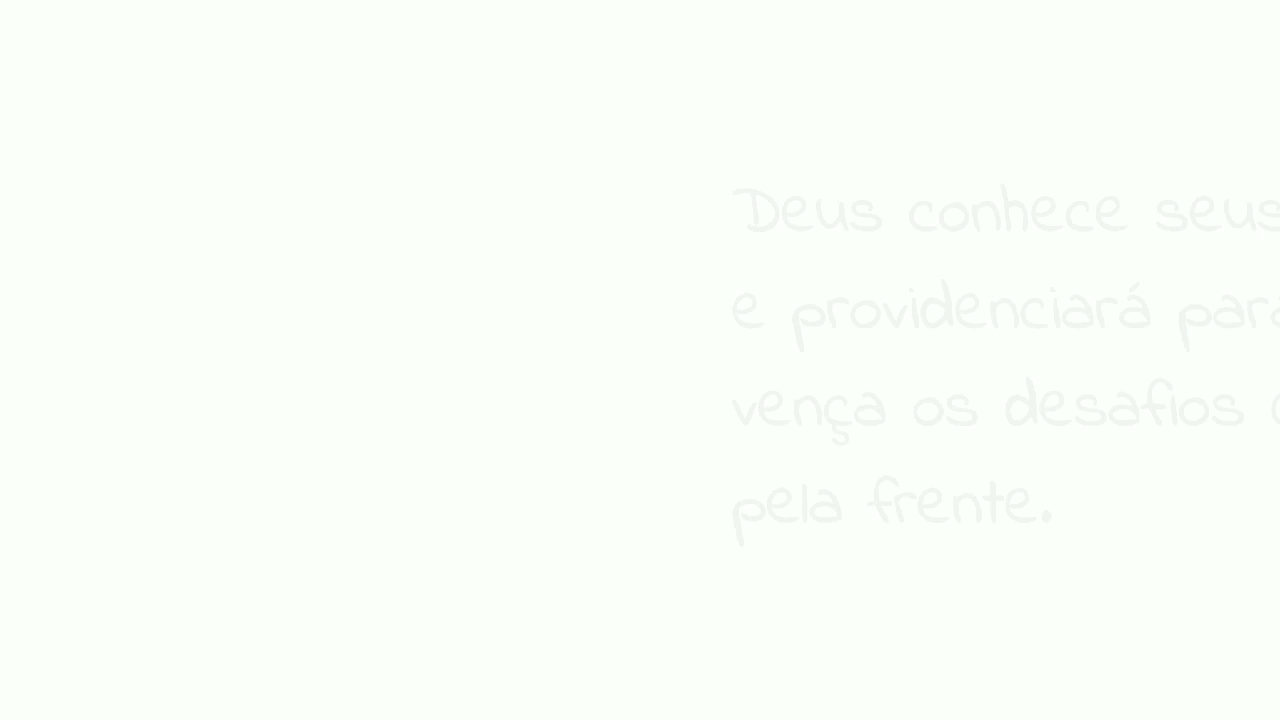 Deus conhece seus
e providenciará para
vença os desafios
pela frente.